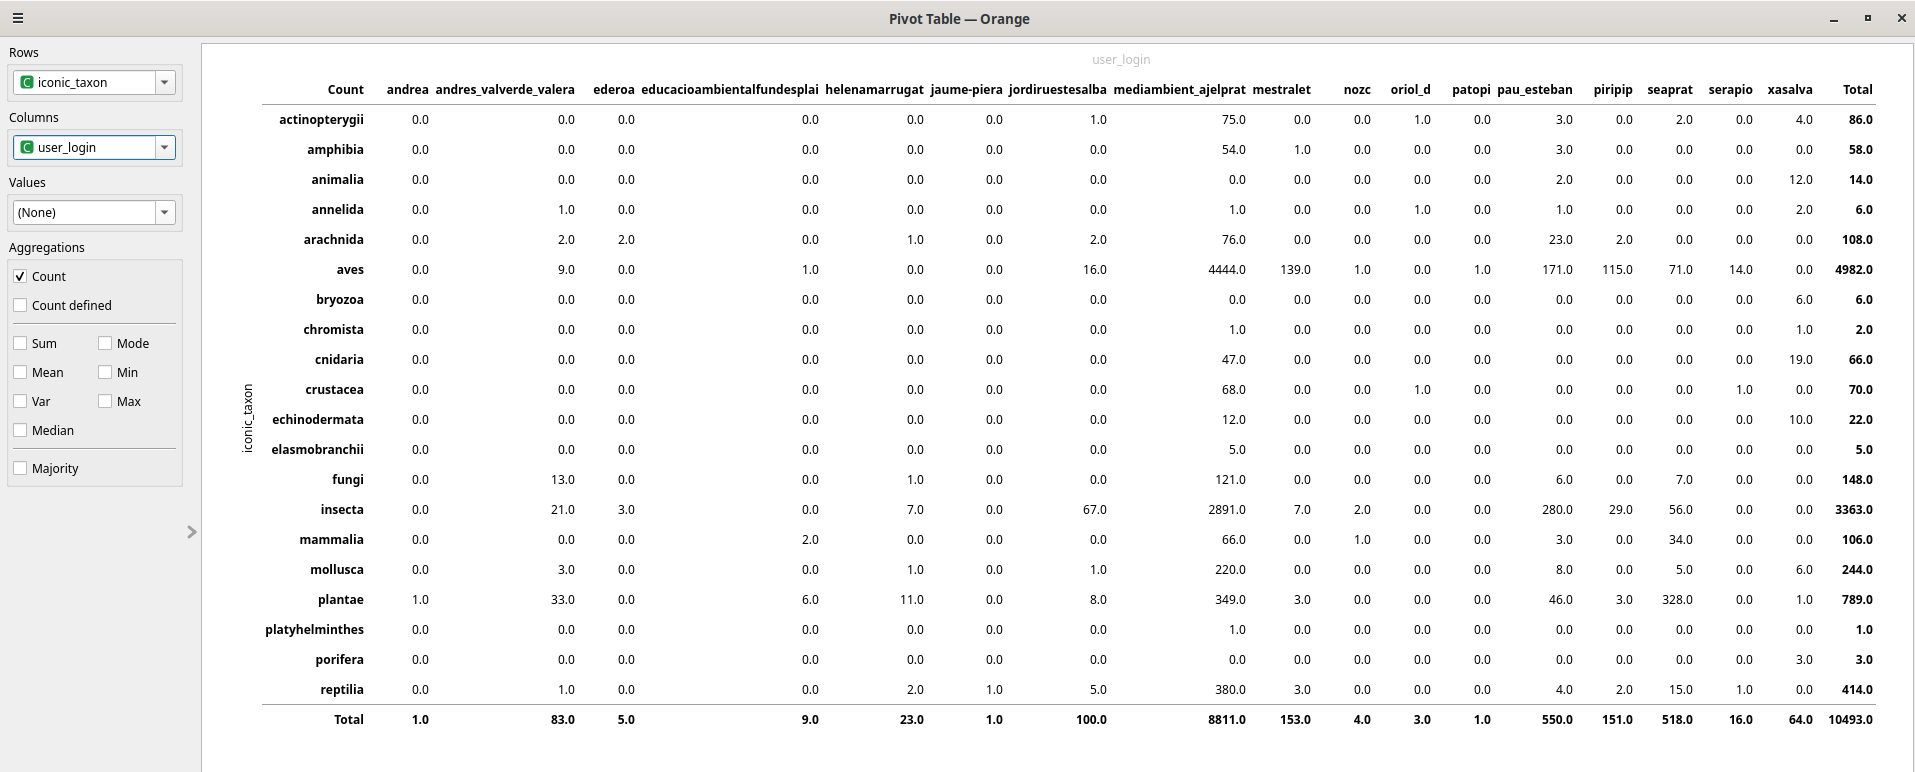 Pivot Table — Orange
Rows
C iconic_taxon
Columns
C user_login
Values
(None)
Aggregations
Count
Count defined
Sum Mode
Mean Min
Var Max
Median
Majority
user_login
iconic_taxon
Count andrea andres_valverde_valera ederoa educacioambientalfundesplai helenamarrugat jaume-piera jordiruestesalba mediambient_ajelprat mestralet nozc oriol_d patopi pau_esteban piripip seaprat serapio xasalva Total
actinopterygii 0.0 0.0 0.0 0.0 0.0 0.0 1.0 75.0 0.0 0.0 1.0 0.0 3.0 0.0 2.0 0.0 4.0 86.0
amphibia 0.0 0.0 0.0 0.0 0.0 0.0 0.0 54.0 1.0 0.0 0.0 0.0 3.0 0.0 0.0 0.0 0.0 58.0
animalia 0.0 0.0 0.0 0.0 0.0 0.0 0.0 0.0 0.0 0.0 0.0 0.0 2.0 0.0 0.0 0.0 12.0 14.0
annelida 0.0 1.0 0.0 0.0 0.0 0.0 0.0 1.0 0.0 0.0 1.0 0.0 1.0 0.0 0.0 0.0 2.0 6.0
arachnida 0.0 2.0 2.0 0.0 1.0 0.0 2.0 76.0 0.0 0.0 0.0 0.0 23.0 2.0 0.0 0.0 0.0 108.0
aves 0.0 9.0 0.0 1.0 0.0 0.0 16.0 4444.0 139.0 1.0 0.0 1.0 171.0 115.0 71.0 14.0 0.0 4982.0
bryozoa 0.0 0.0 0.0 0.0 0.0 0.0 0.0 0.0 0.0 0.0 0.0 0.0 0.0 0.0 0.0 0.0 6.0 6.0
chromista 0.0 0.0 0.0 0.0 0.0 0.0 0.0 1.0 0.0 0.0 0.0 0.0 0.0 0.0 0.0 0.0 1.0 2.0
cnidaria 0.0 0.0 0.0 0.0 0.0 0.0 0.0 47.0 0.0 0.0 0.0 0.0 0.0 0.0 0.0 0.0 19.0 66.0
crustacea 0.0 0.0 0.0 0.0 0.0 0.0 0.0 68.0 0.0 0.0 1.0 0.0 0.0 0.0 0.0 1.0 0.0 70.0
echinodermata 0.0 0.0 0.0 0.0 0.0 0.0 0.0 12.0 0.0 0.0 0.0 0.0 0.0 0.0 0.0 0.0 10.0 22.0
elasmobranchii 0.0 0.0 0.0 0.0 0.0 0.0 0.0 5.0 0.0 0.0 0.0 0.0 0.0 0.0 0.0 0.0 0.0 5.0
fungi 0.0 13.0 0.0 0.0 1.0 0.0 0.0 121.0 0.0 0.0 0.0 0.0 6.0 0.0 7.0 0.0 0.0 148.0
insecta 0.0 21.0 3.0 0.0 7.0 0.0 67.0 2891.0 7.0 2.0 0.0 0.0 280.0 29.0 56.0 0.0 0.0 3363.0
mammalia 0.0 0.0 0.0 2.0 0.0 0.0 0.0 66.0 0.0 1.0 0.0 0.0 3.0 0.0 34.0 0.0 0.0 106.0
mollusca 0.0 3.0 0.0 0.0 1.0 0.0 1.0 220.0 0.0 0.0 0.0 0.0 8.0 0.0 5.0 0.0 6.0 244.0
plantae 1.0 33.0 0.0 6.0 11.0 0.0 8.0 349.0 3.0 0.0 0.0 0.0 46.0 3.0 328.0 0.0 1.0 789.0
platyhelminthes 0.0 0.0 0.0 0.0 0.0 0.0 0.0 1.0 0.0 0.0 0.0 0.0 0.0 0.0 0.0 0.0 0.0 1.0
porifera 0.0 0.0 0.0 0.0 0.0 0.0 0.0 0.0 0.0 0.0 0.0 0.0 0.0 0.0 0.0 0.0 3.0 3.0
reptilia 0.0 1.0 0.0 0.0 2.0 1.0 5.0 380.0 3.0 0.0 0.0 0.0 4.0 2.0 15.0 1.0 0.0 414.0
Total 1.0 83.0 5.0 9.0 23.0 1.0 100.0 8811.0 153.0 4.0 3.0 1.0 550.0 151.0 518.0 16.0 64.0 10493.0